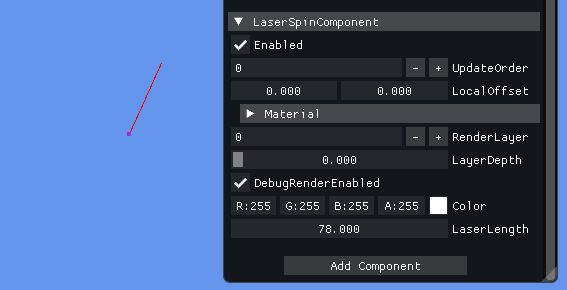 LaserSpinComponent
Enabled
0 - + UpdateOrder
0.000 0.000 LocalOffset
Material
0 - + RenderLayer
0.000 LayerDepth
DebugRenderEnabled
R:255 G:255 B:255 A:255 Color
78.000 LaserLength
Add Component